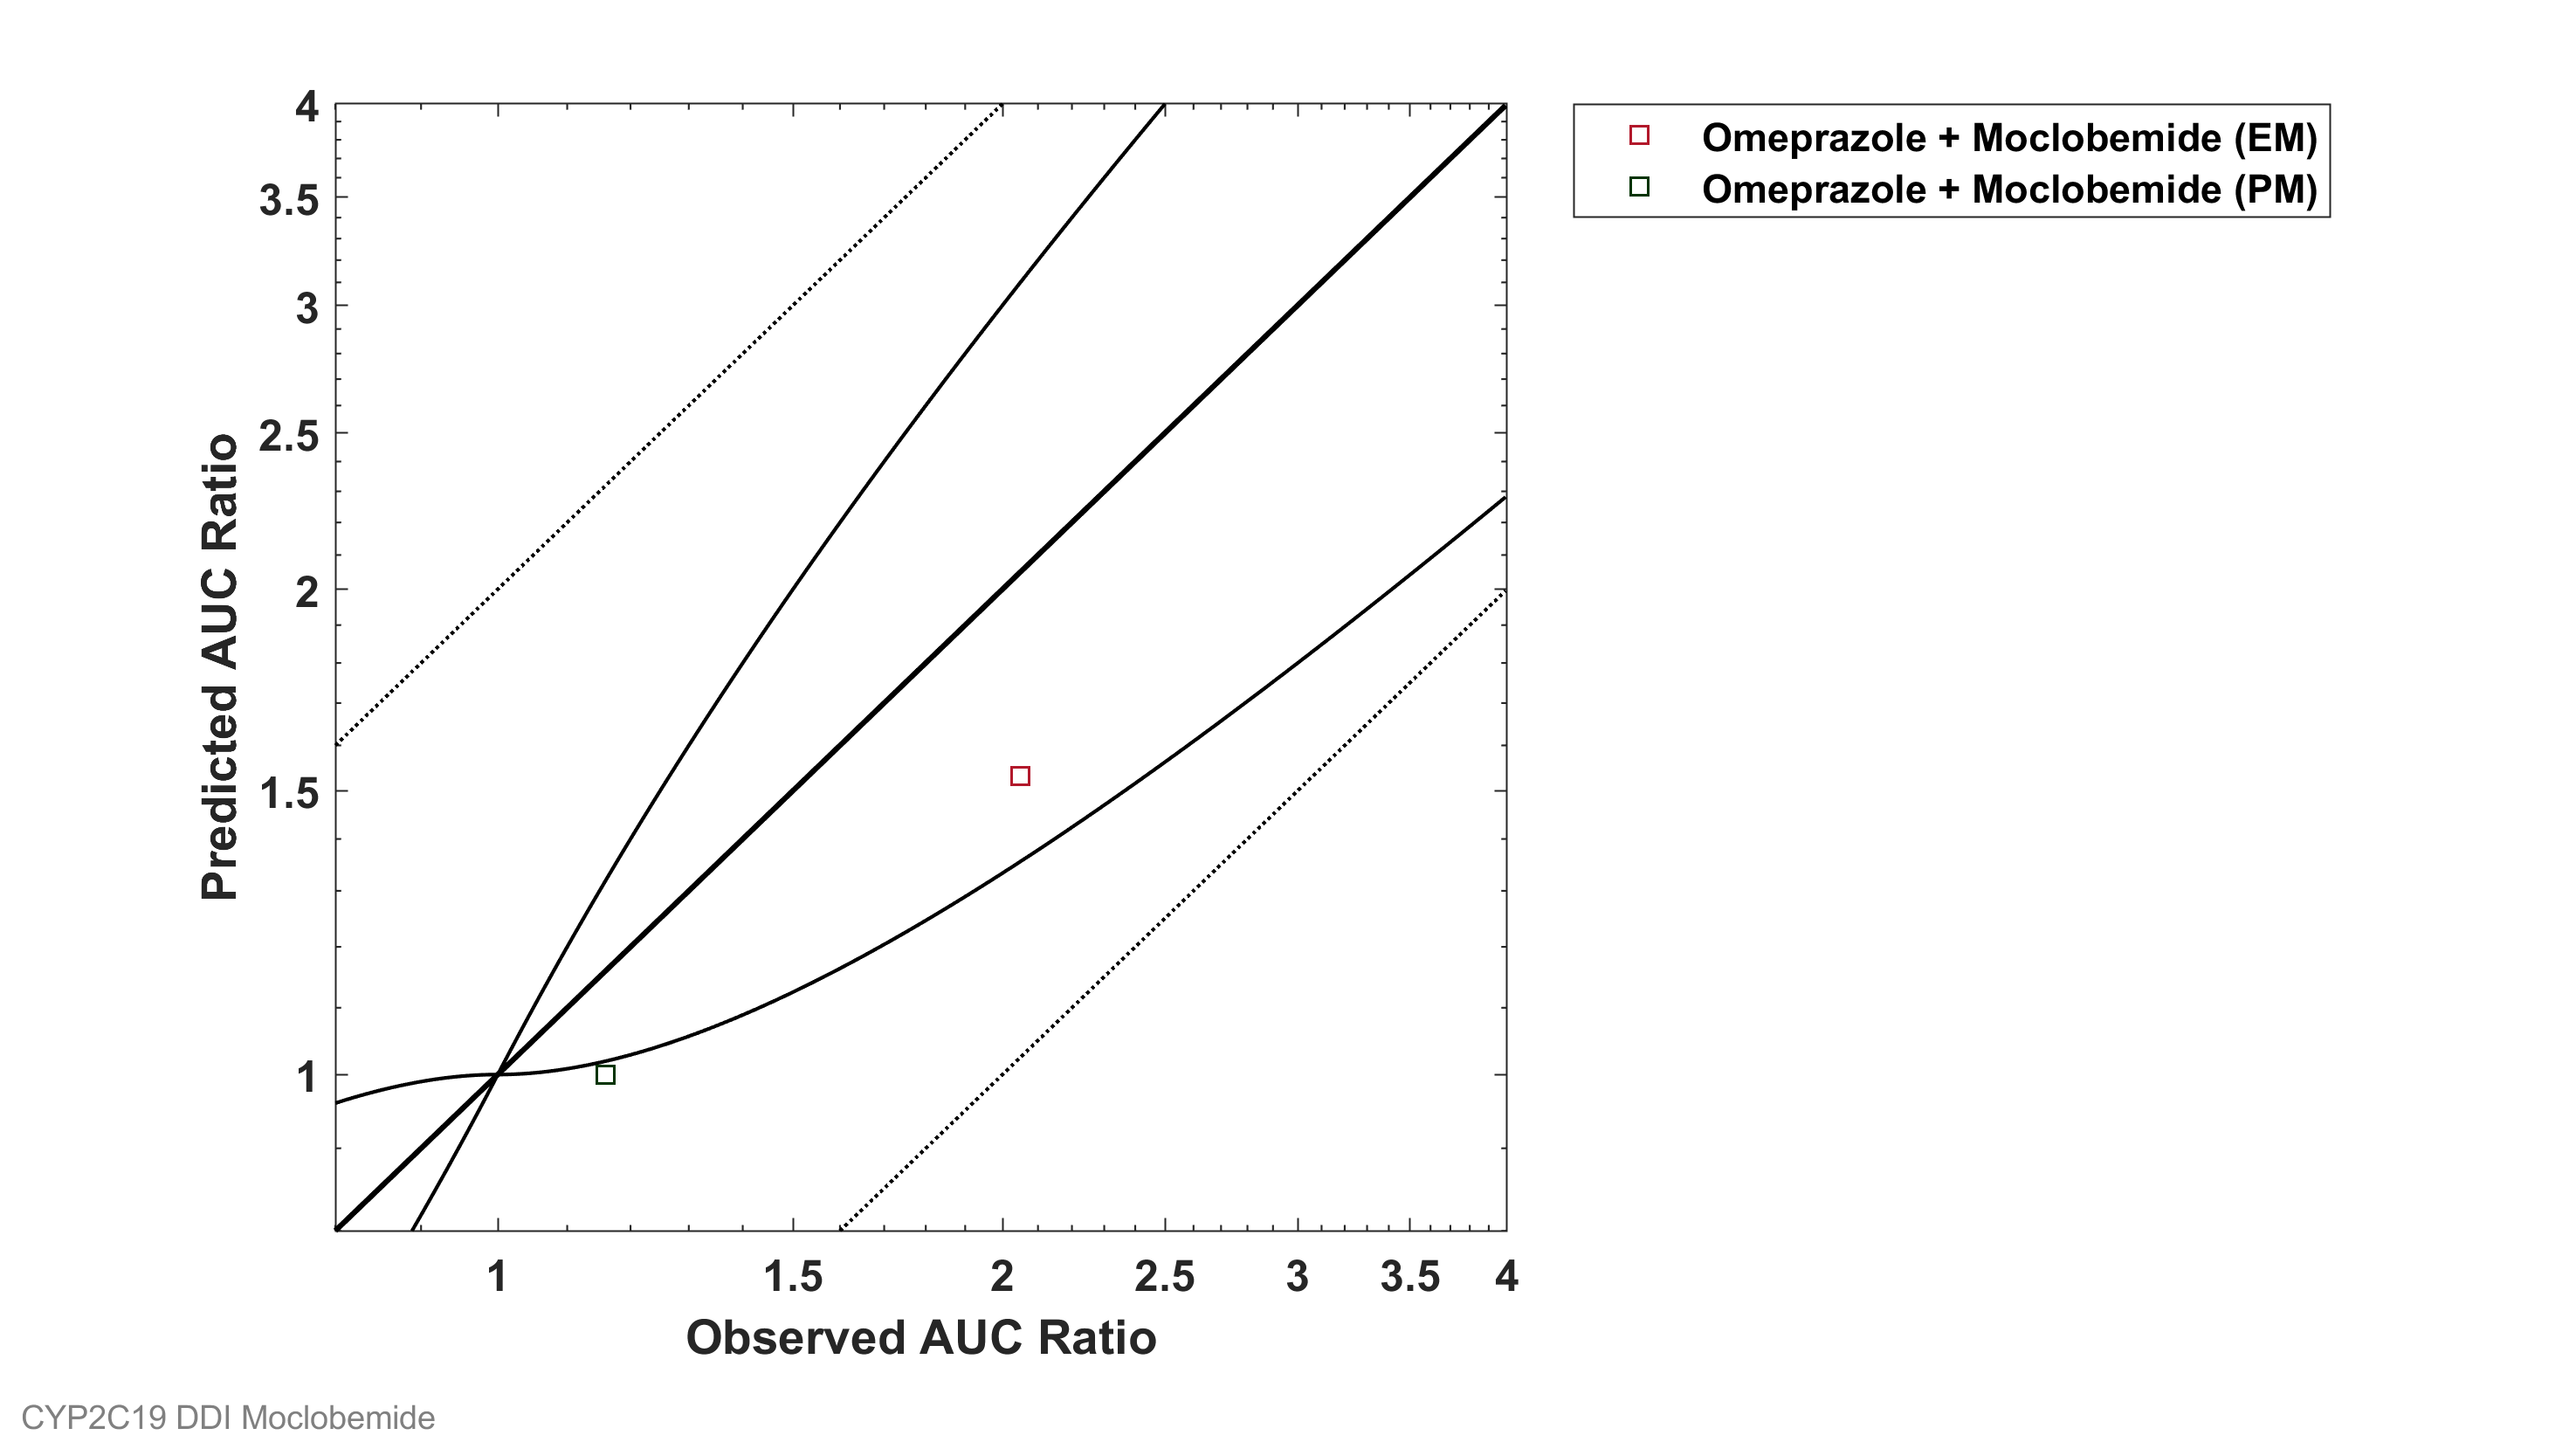 4
3.5
3
2.5
2
1.5
1
Predicted AUC Ratio
1 1.5 2 2.5 3 3.5 4
Observed AUC Ratio
Omeprazole + Moclobemide (EM)
Omeprazole + Moclobemide (PM)
CYP2C19 DDI Moclobemide